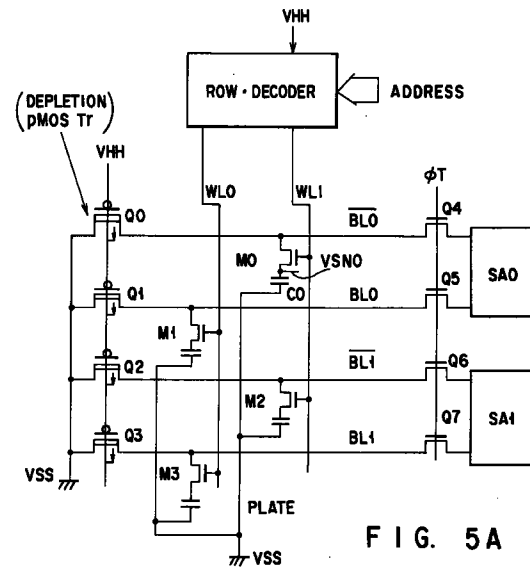 VHH
ROW · DECODER
ADDRESS
(DEPLETION
pMOS Tr)
VHH
WL0
WL1
φT
Q0
BL0
Q4
M0
VSN0
SA0
C0
Q1
BL0
Q5
M1
Q2
BL1
Q6
M2
SA1
Q3
BL1
Q7
VSS
M3
PLATE
VSS
FIG. 5A